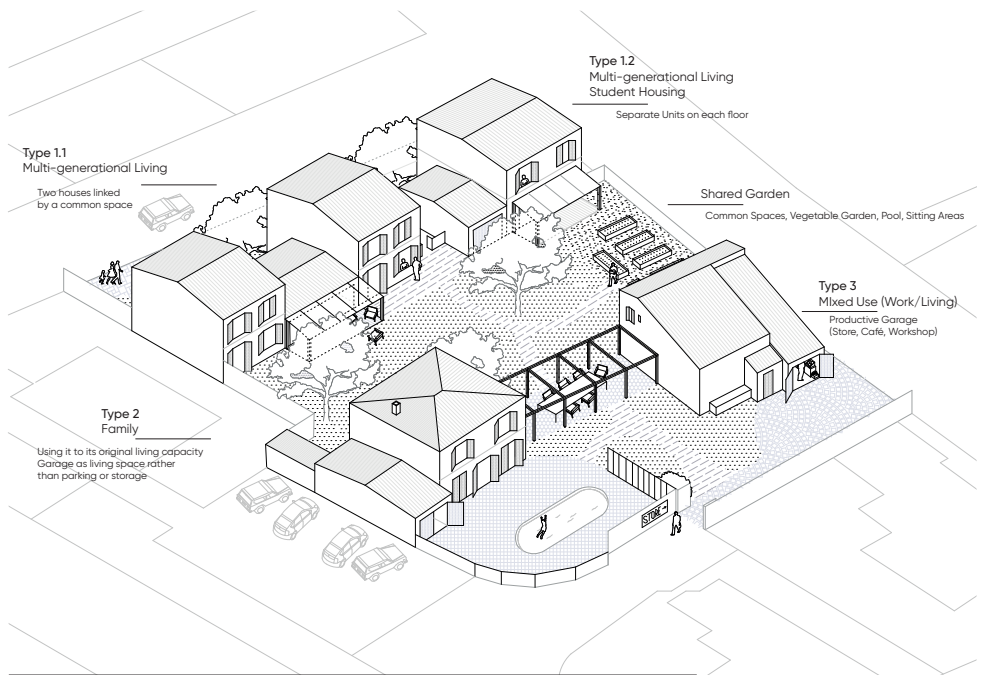 Type 1.2
Multi-generational Living
Student Housing
Separate Units on each floor
Type 1.1
Multi-generational Living
Two houses linked
by a common space
Shared Garden
Common Spaces, Vegetable Garden, Pool, Sitting Areas
Type 3
MIxed Use (Work/Living)
Productive Garage
(Store, Café, Workshop)
Type 2
Family
Using it to its original living capacity
Garage as living space rather
than parking or storage
STORE→